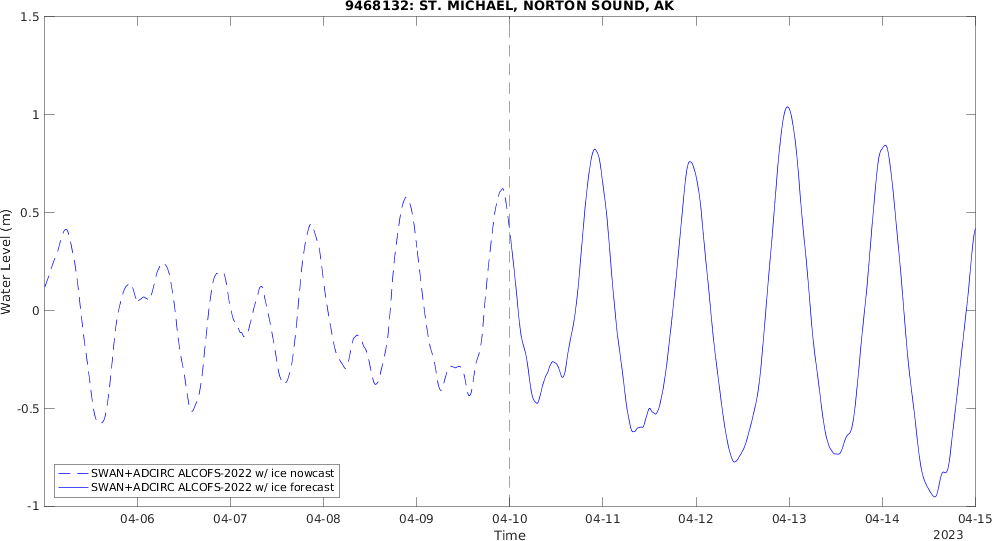 9468132: ST. MICHAEL, NORTON SOUND, AK
Water Level (m)
1.5
1
0.5
0
-0.5
-1
SWAN+ADCIRC ALCOFS-2022 w/ ice nowcast
SWAN+ADCIRC ALCOFS-2022 w/ ice forecast
04-06 04-07 04-08 04-09 04-10 04-11 04-12 04-13 04-14 04-15
Time
2023